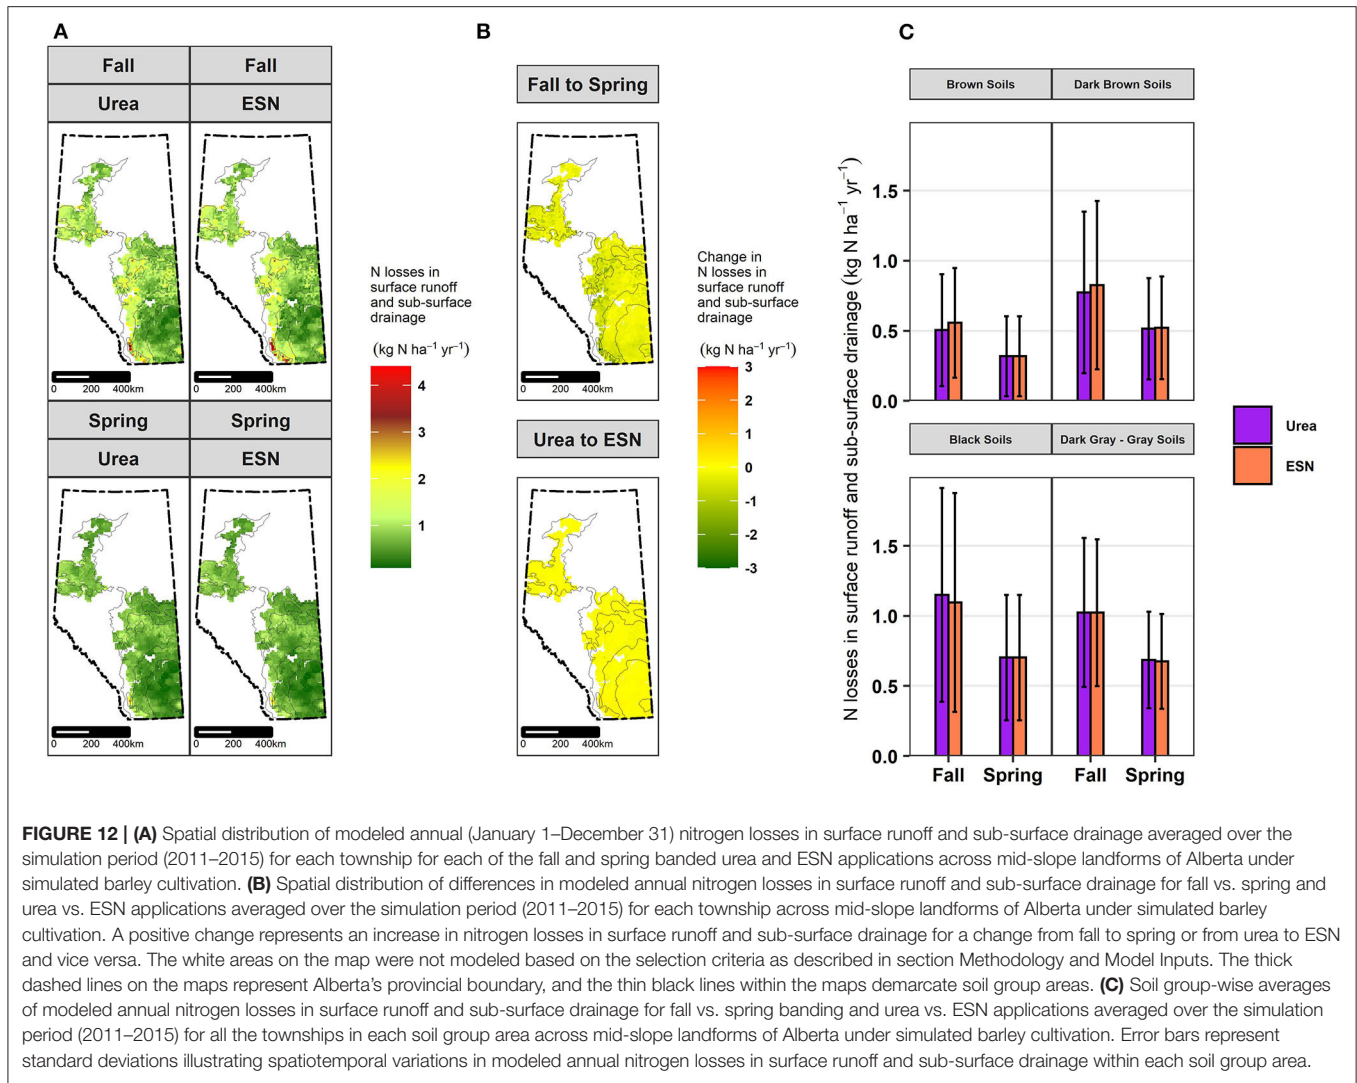 A
Fall Fall
Urea ESN
0 200 400km 0 200 400km
Spring Spring
Urea ESN
0 200 400km 0 200 400km
N losses in
surface runoff
and sub-surface
drainage
(kg N ha⁻¹ yr⁻¹)
4
3
2
1
B
Fall to Spring
0 200 400km
Urea to ESN
0 200 400km
Change in
N losses in
surface runoff
and sub-surface
drainage
(kg N ha⁻¹ yr⁻¹)
3
2
1
0
-1
-2
-3
C
N losses in surface runoff and sub-surface drainage (kg N ha⁻¹ yr⁻¹)
Brown Soils Dark Brown Soils
1.5
1.0
0.5
0.0
Black Soils Dark Gray - Gray Soils
1.5
1.0
0.5
0.0
Fall Spring Fall Spring
Urea
ESN
FIGURE 12 | (A) Spatial distribution of modeled annual (January 1–December 31) nitrogen losses in surface runoff and sub-surface drainage averaged over the
simulation period (2011–2015) for each township for each of the fall and spring banded urea and ESN applications across mid-slope landforms of Alberta under
simulated barley cultivation. (B) Spatial distribution of differences in modeled annual nitrogen losses in surface runoff and sub-surface drainage for fall vs. spring and
urea vs. ESN applications averaged over the simulation period (2011–2015) for each township across mid-slope landforms of Alberta under simulated barley
cultivation. A positive change represents an increase in nitrogen losses in surface runoff and sub-surface drainage for a change from fall to spring or from urea to ESN
and vice versa. The white areas on the map were not modeled based on the selection criteria as described in section Methodology and Model Inputs. The thick
dashed lines on the maps represent Alberta's provincial boundary, and the thin black lines within the maps demarcate soil group areas. (C) Soil group-wise averages
of modeled annual nitrogen losses in surface runoff and sub-surface drainage for fall vs. spring banding and urea vs. ESN applications averaged over the simulation
period (2011–2015) for all the townships in each soil group area across mid-slope landforms of Alberta under simulated barley cultivation. Error bars represent
standard deviations illustrating spatiotemporal variations in modeled annual nitrogen losses in surface runoff and sub-surface drainage within each soil group area.